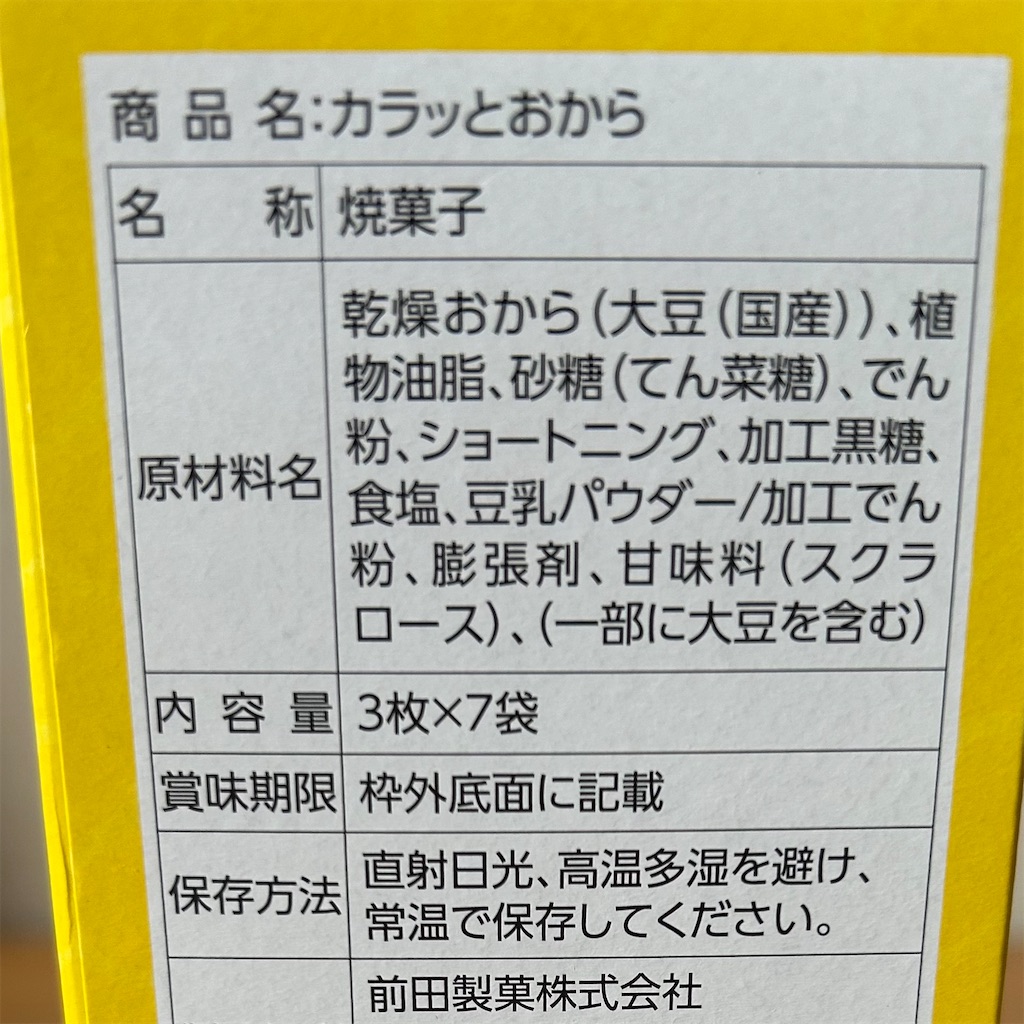 商品名:カラッとおから
名称 焼菓子
原材料名 乾燥おから(大豆(国産))、植
物油脂、砂糖(てん菜糖)、でん
粉、ショートニング、加工黒糖、
食塩、豆乳パウダー/加工でん
粉、膨張剤、甘味料(スクラ
ロース)、(一部に大豆を含む)
内容量 3枚×7袋
賞味期限 枠外底面に記載
保存方法 直射日光、高温多湿を避け、
常温で保存してください。
前田製菓株式会社